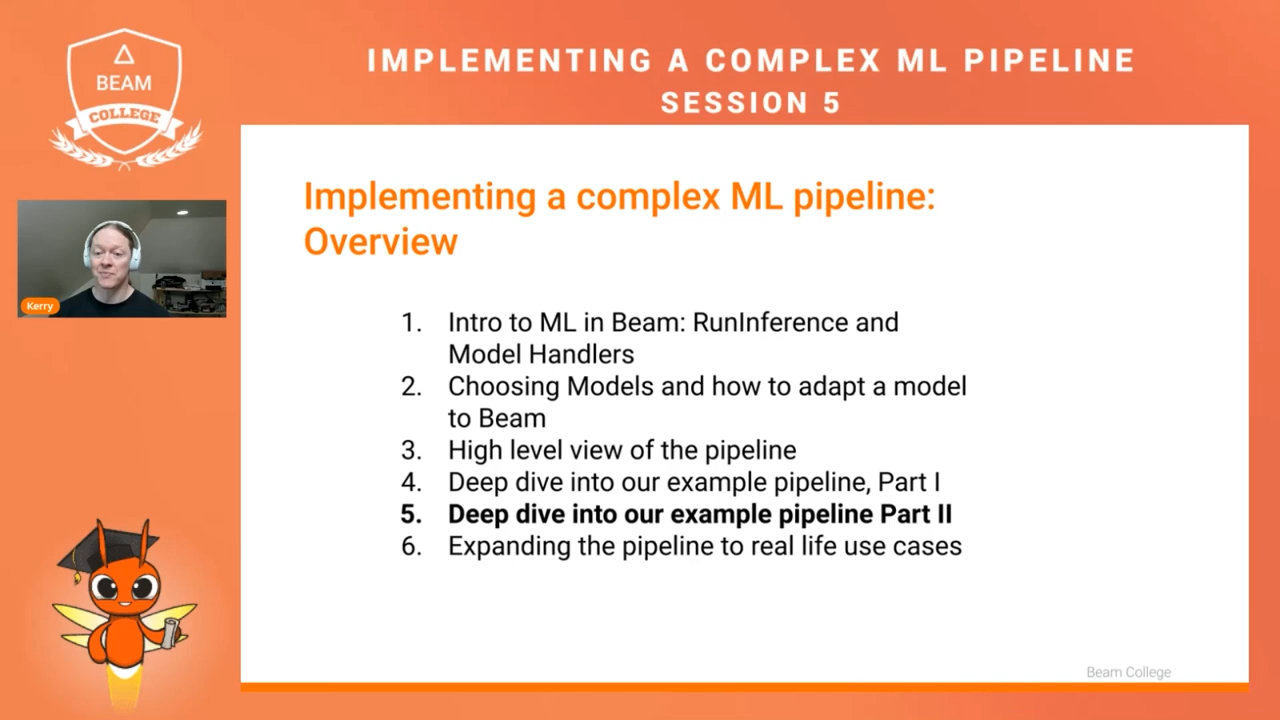 BEAM
COLLEGE
IMPLEMENTING A COMPLEX ML PIPELINE
SESSION 5
Kerry
Implementing a complex ML pipeline:
Overview
1. Intro to ML in Beam: RunInference and
Model Handlers
2. Choosing Models and how to adapt a model
to Beam
3. High level view of the pipeline
4. Deep dive into our example pipeline, Part I
5. Deep dive into our example pipeline Part II
6. Expanding the pipeline to real life use cases
Beam College